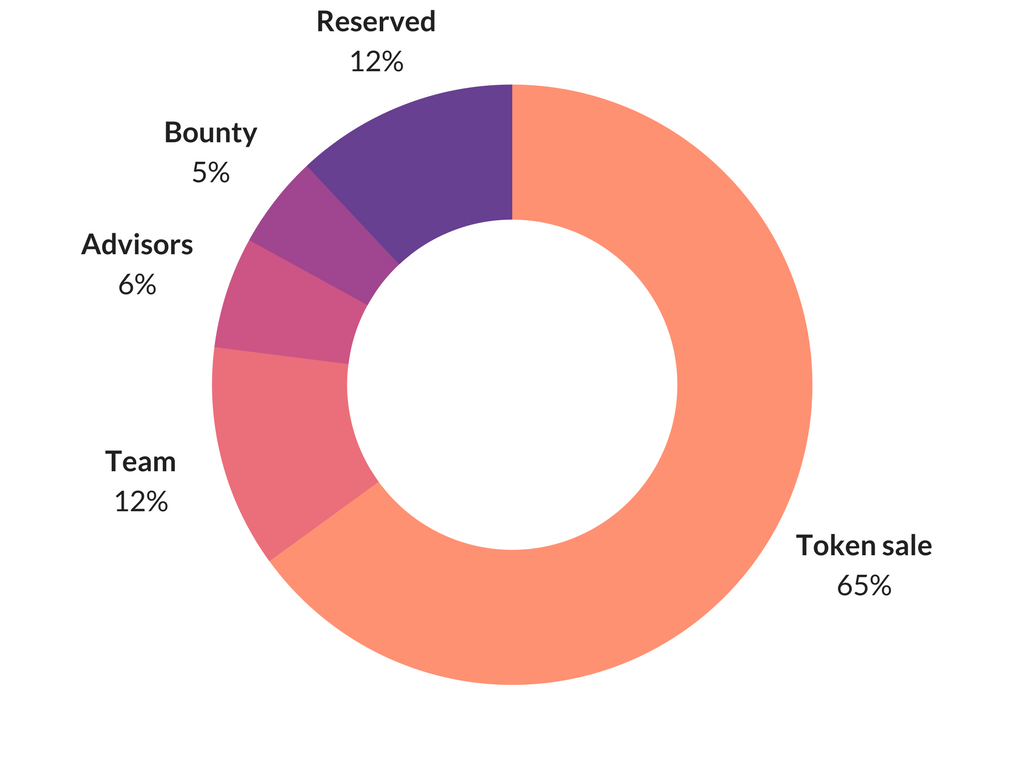 Reserved
12%
Bounty
5%
Advisors
6%
Team
12%
Token sale
65%